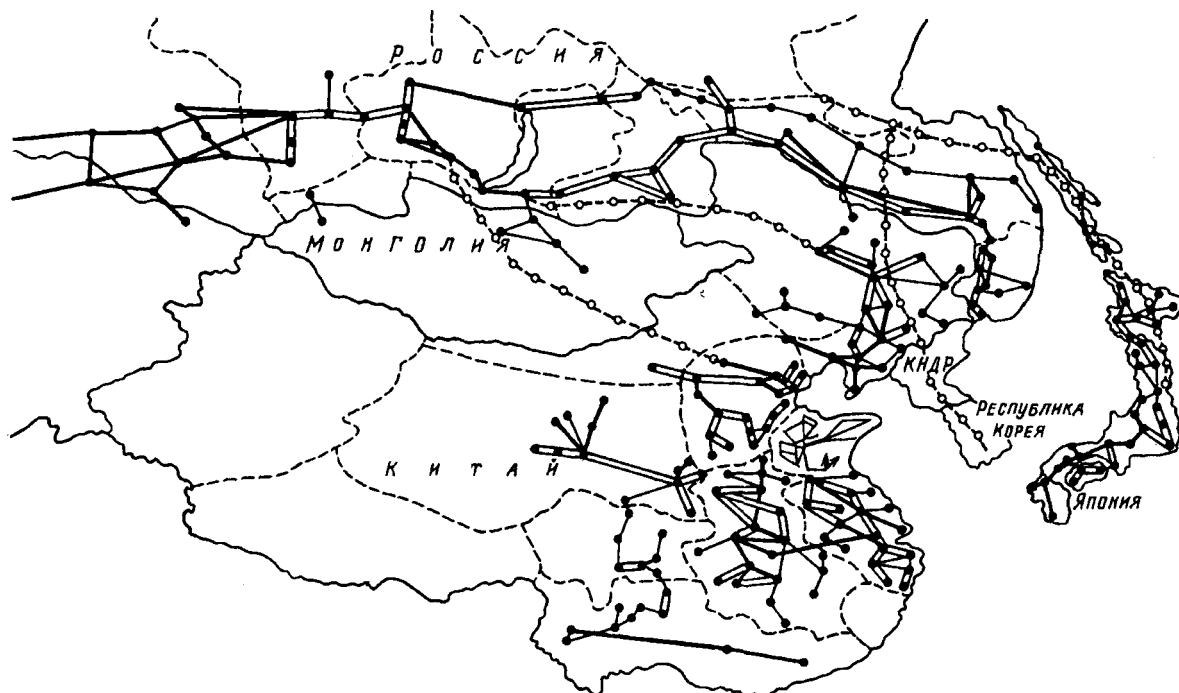 Россия
Монголия
КНДР
Республика
Корея
Китай
Япония